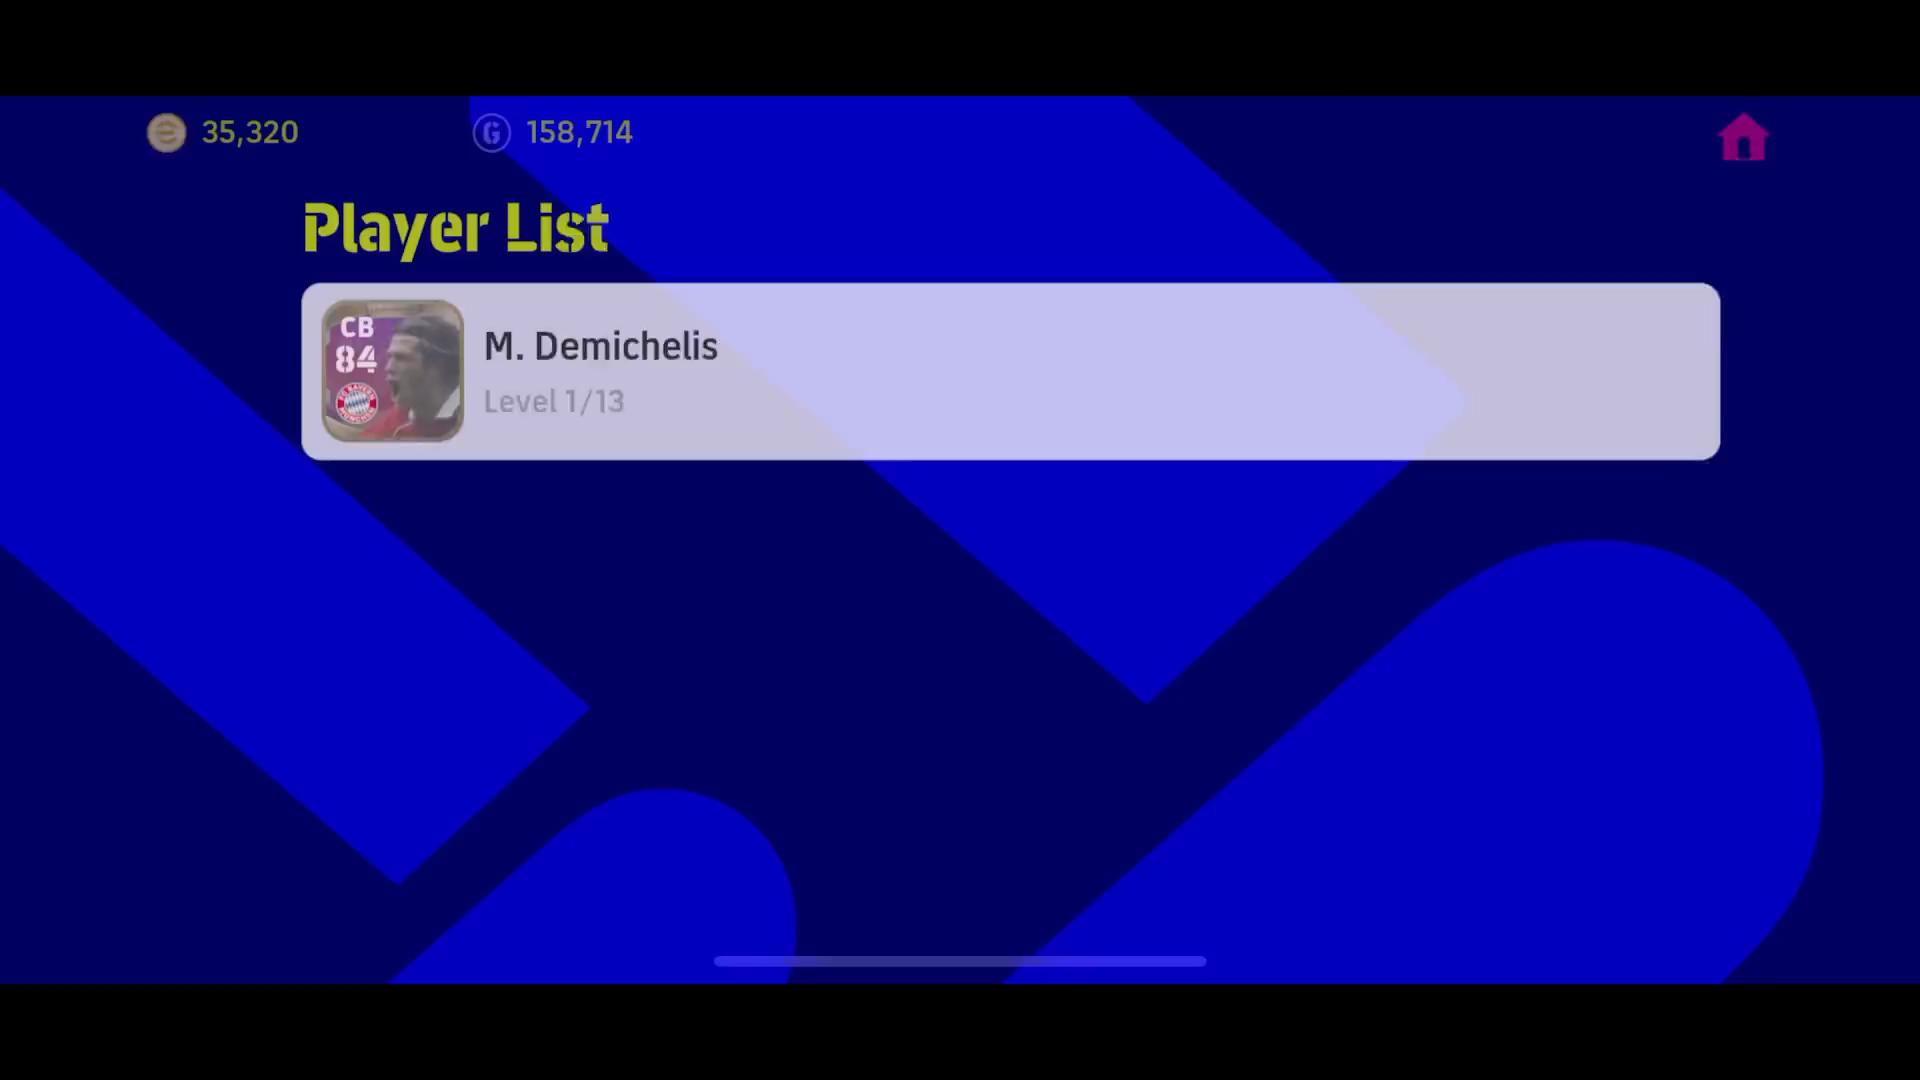 35,320
G 158,714
Player List
CB
84
M. Demichelis
Level 1/13